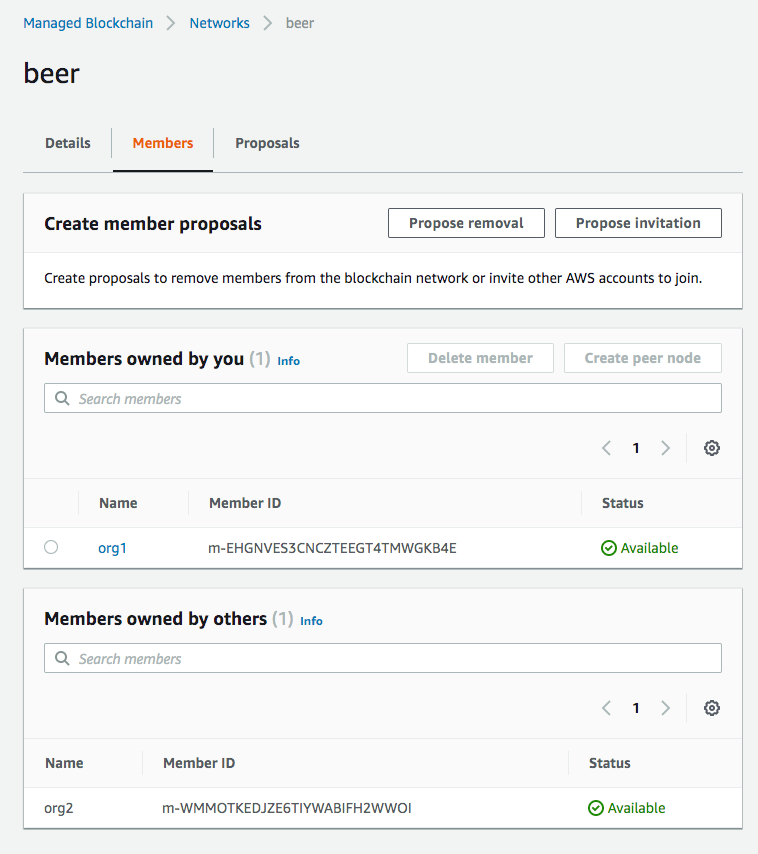 Managed Blockchain > Networks > beer
beer
Details Members Proposals
Create member proposals Propose removal Propose invitation
Create proposals to remove members from the blockchain network or invite other AWS accounts to join.
Members owned by you (1) Info Delete member Create peer node
Search members
< 1 >
Name Member ID Status
org1 m-EHGNVES3CNCZTEEGT4TMWGKB4E Available
Members owned by others (1) Info
Search members
< 1 >
Name Member ID Status
org2 m-WMMOTKEDJZE6TIYWABIFH2WWOI Available